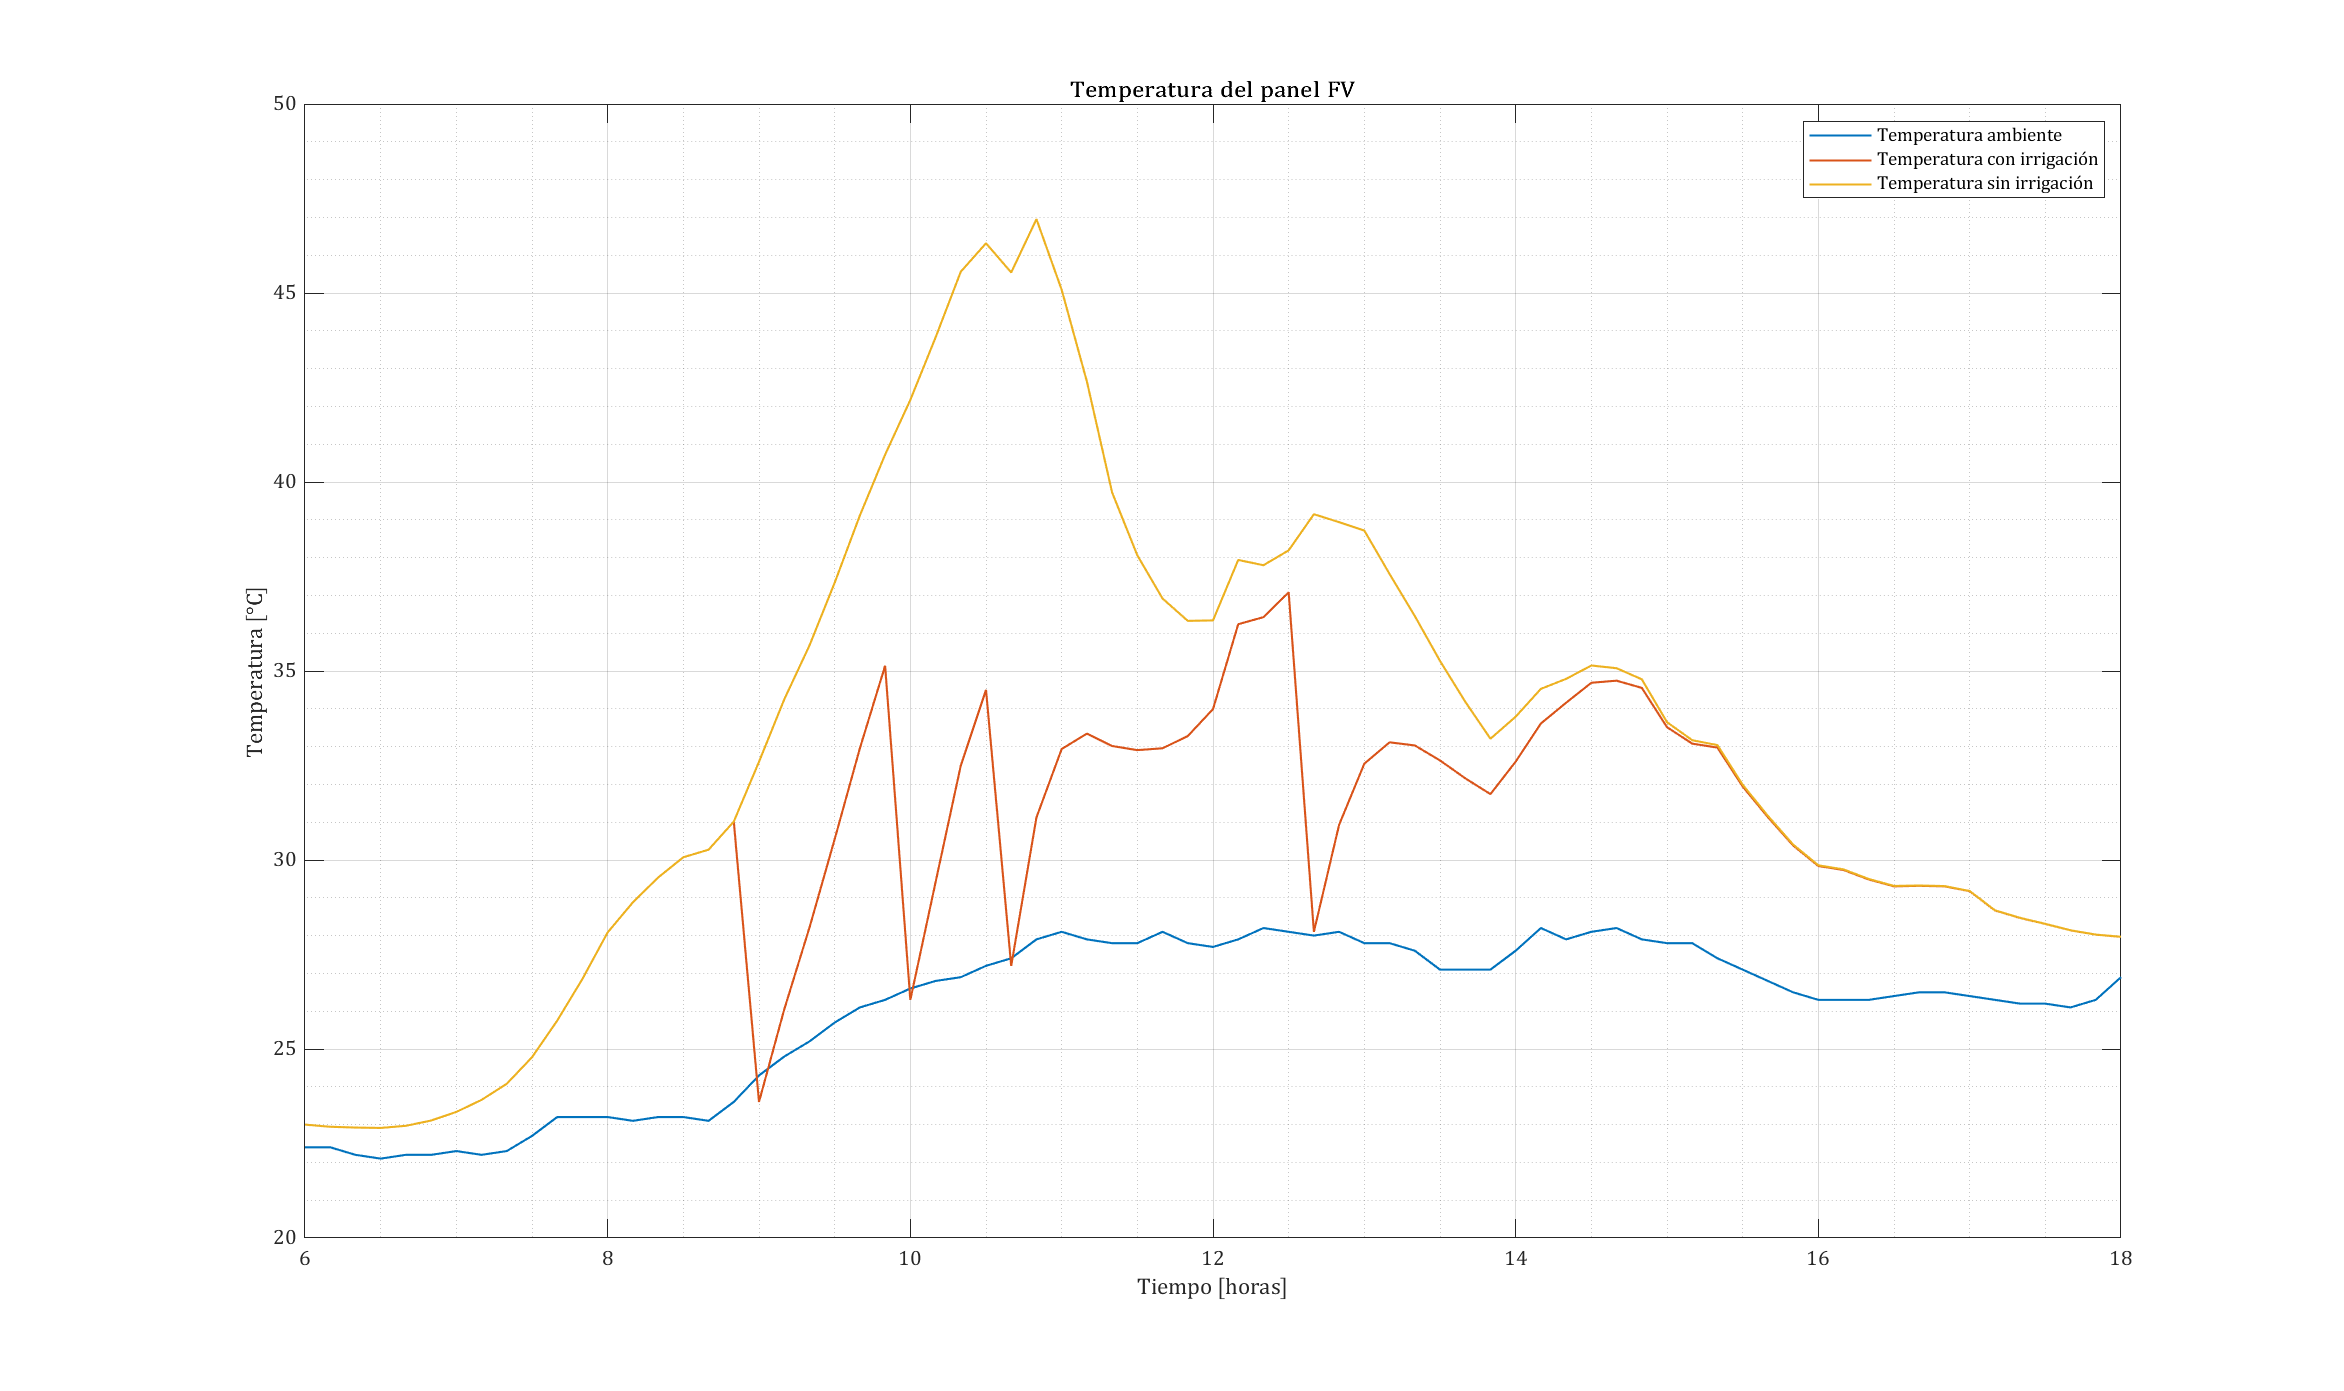 Temperatura del panel FV
50
45
40
35
30
25
20
Temperatura [°C]
Temperatura ambiente
Temperatura con irrigación
Temperatura sin irrigación
6 8 10 12 14 16 18
Tiempo [horas]